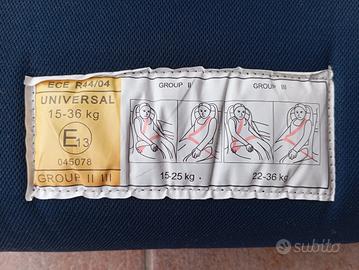 ECE R44/04
UNIVERSAL
15-36 kg
E13
045078
GROUP II III
GROUP II
15-25 kg
GROUP III
22-36 kg
subito